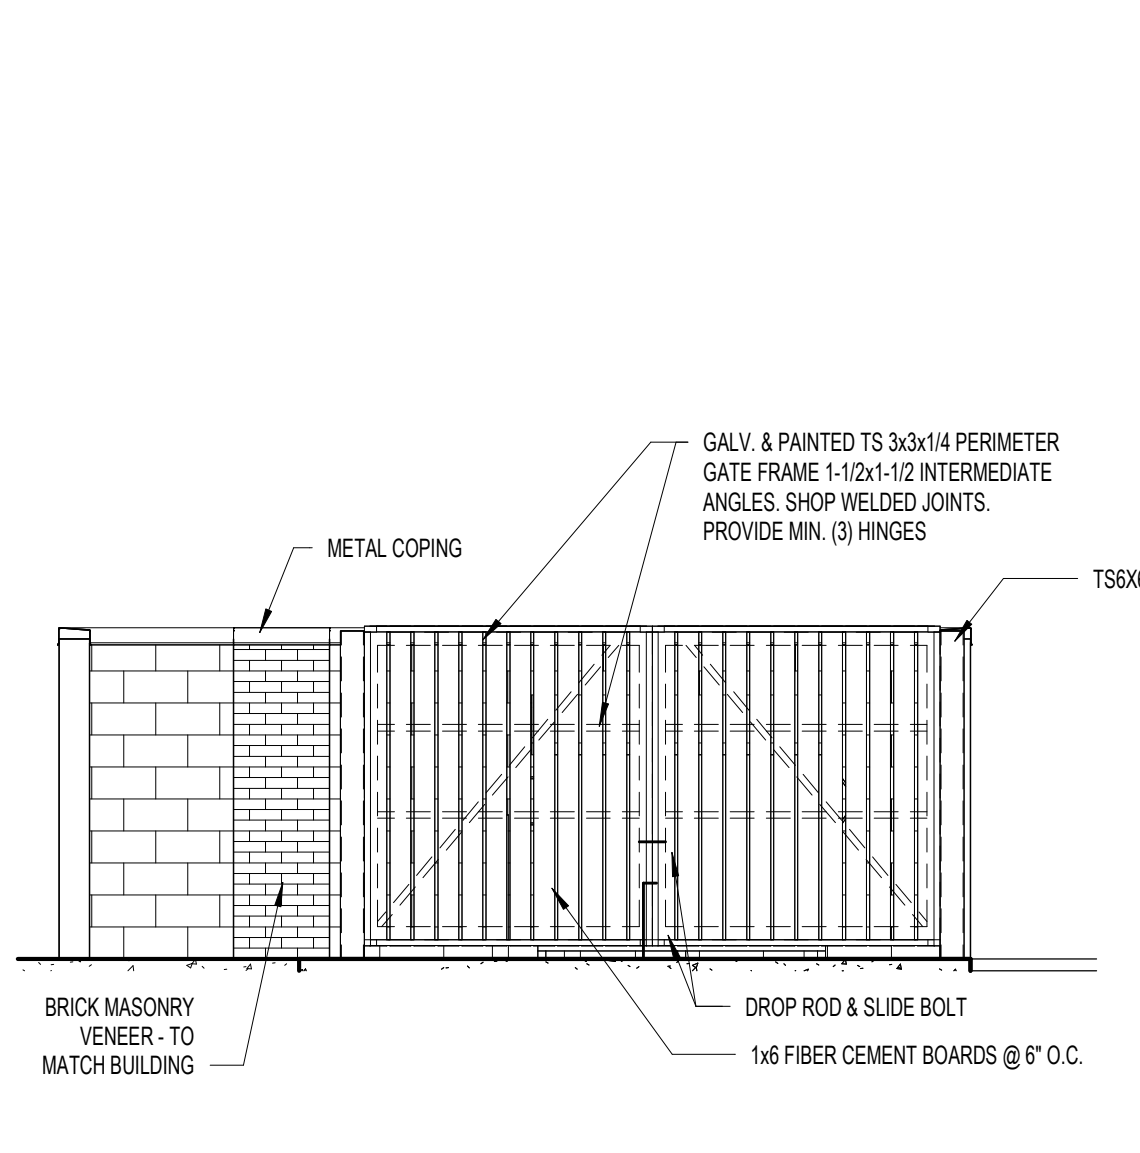 GALV. & PAINTED TS 3x3x1/4 PERIMETER
GATE FRAME 1-1/2x1-1/2 INTERMEDIATE
ANGLES. SHOP WELDED JOINTS.
PROVIDE MIN. (3) HINGES
METAL COPING
BRICK MASONRY
VENEER - TO
MATCH BUILDING
DROP ROD & SLIDE BOLT
1x6 FIBER CEMENT BOARDS @ 6" O.C.